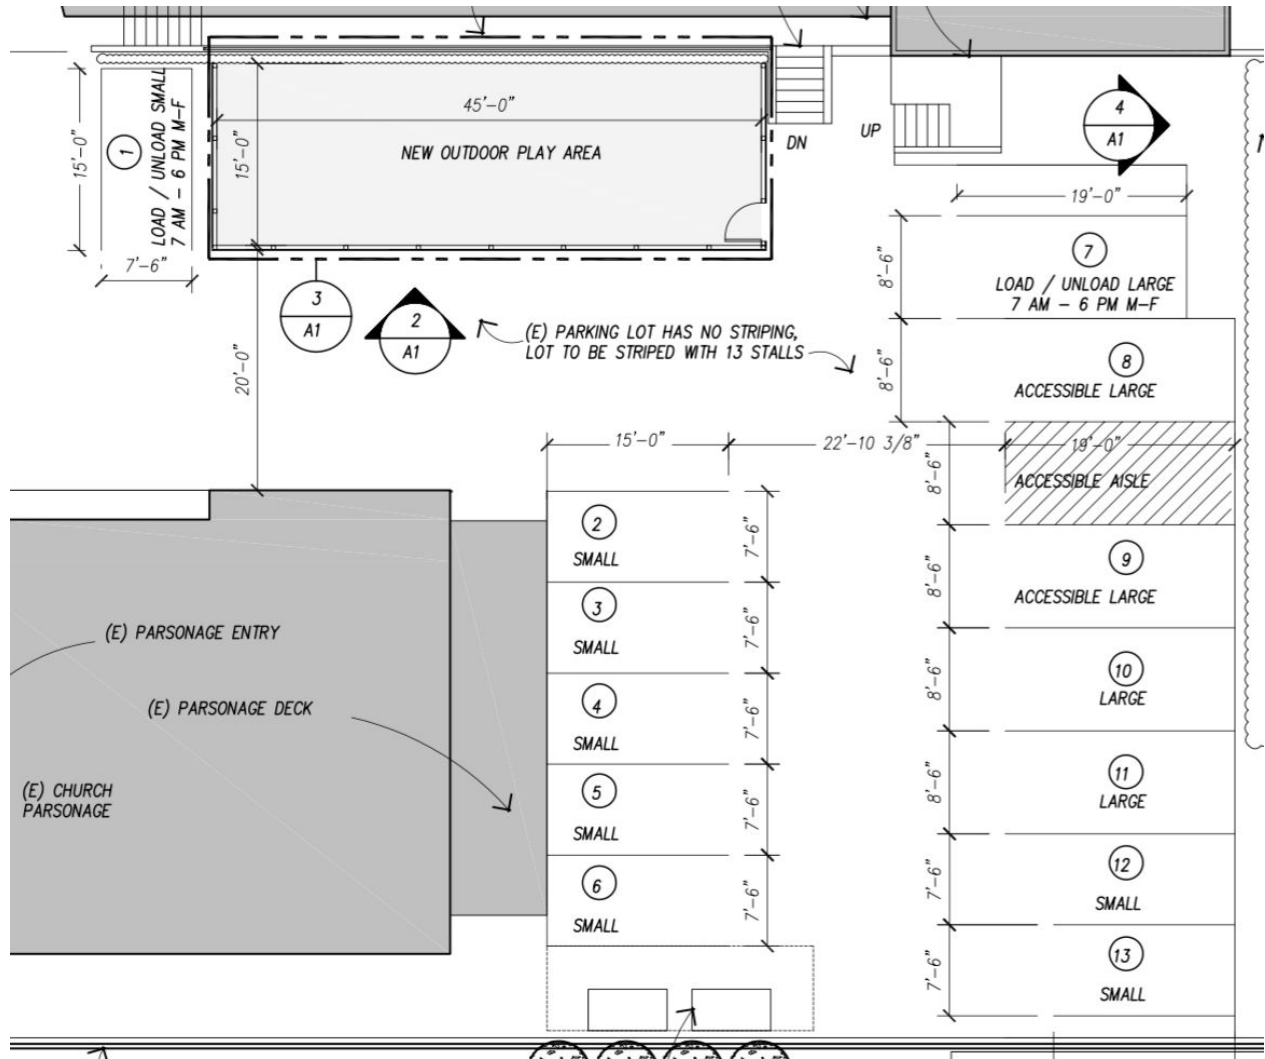 1
LOAD / UNLOAD SMALL
7 AM – 6 PM M–F
15'–0"
7'–6"
45'–0"
15'–0"
NEW OUTDOOR PLAY AREA
DN
UP
4
A1
19'–0"
8'–6"
7
LOAD / UNLOAD LARGE
7 AM – 6 PM M–F
3
A1
2
A1
(E) PARKING LOT HAS NO STRIPING,
LOT TO BE STRIPED WITH 13 STALLS
20'–0"
8'–6"
8
ACCESSIBLE LARGE
15'–0"
22'–10 3/8"
19'–0"
8'–6"
ACCESSIBLE AISLE
2
SMALL
7'–6"
8'–6"
9
ACCESSIBLE LARGE
3
SMALL
7'–6"
(E) PARSONAGE ENTRY
8'–6"
10
LARGE
4
SMALL
7'–6"
(E) PARSONAGE DECK
8'–6"
11
LARGE
5
SMALL
7'–6"
(E) CHURCH
PARSONAGE
7'–6"
12
SMALL
6
SMALL
7'–6"
7'–6"
13
SMALL